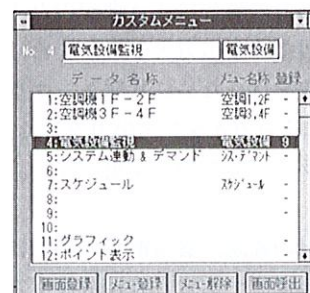 カスタムメニュー
No. 4 電気設備監視 電気設備
データ名称 メニュー名称 登録
1:空調機1F-2F 空調1,2F -
2:空調機3F-4F 空調3,4F -
3: -
4:電気設備監視 電気設備 9
5:システム連動 & デマンド ｼｽ･ﾃﾞﾏﾝﾄﾞ -
6: -
7:スケジュール ｽｹｼﾞｭｰﾙ -
8: -
9: -
10: -
11:グラフィック -
12:ポイント表示 -
画面登録 ﾒﾆｭｰ登録 ﾒﾆｭｰ解除 画面呼出